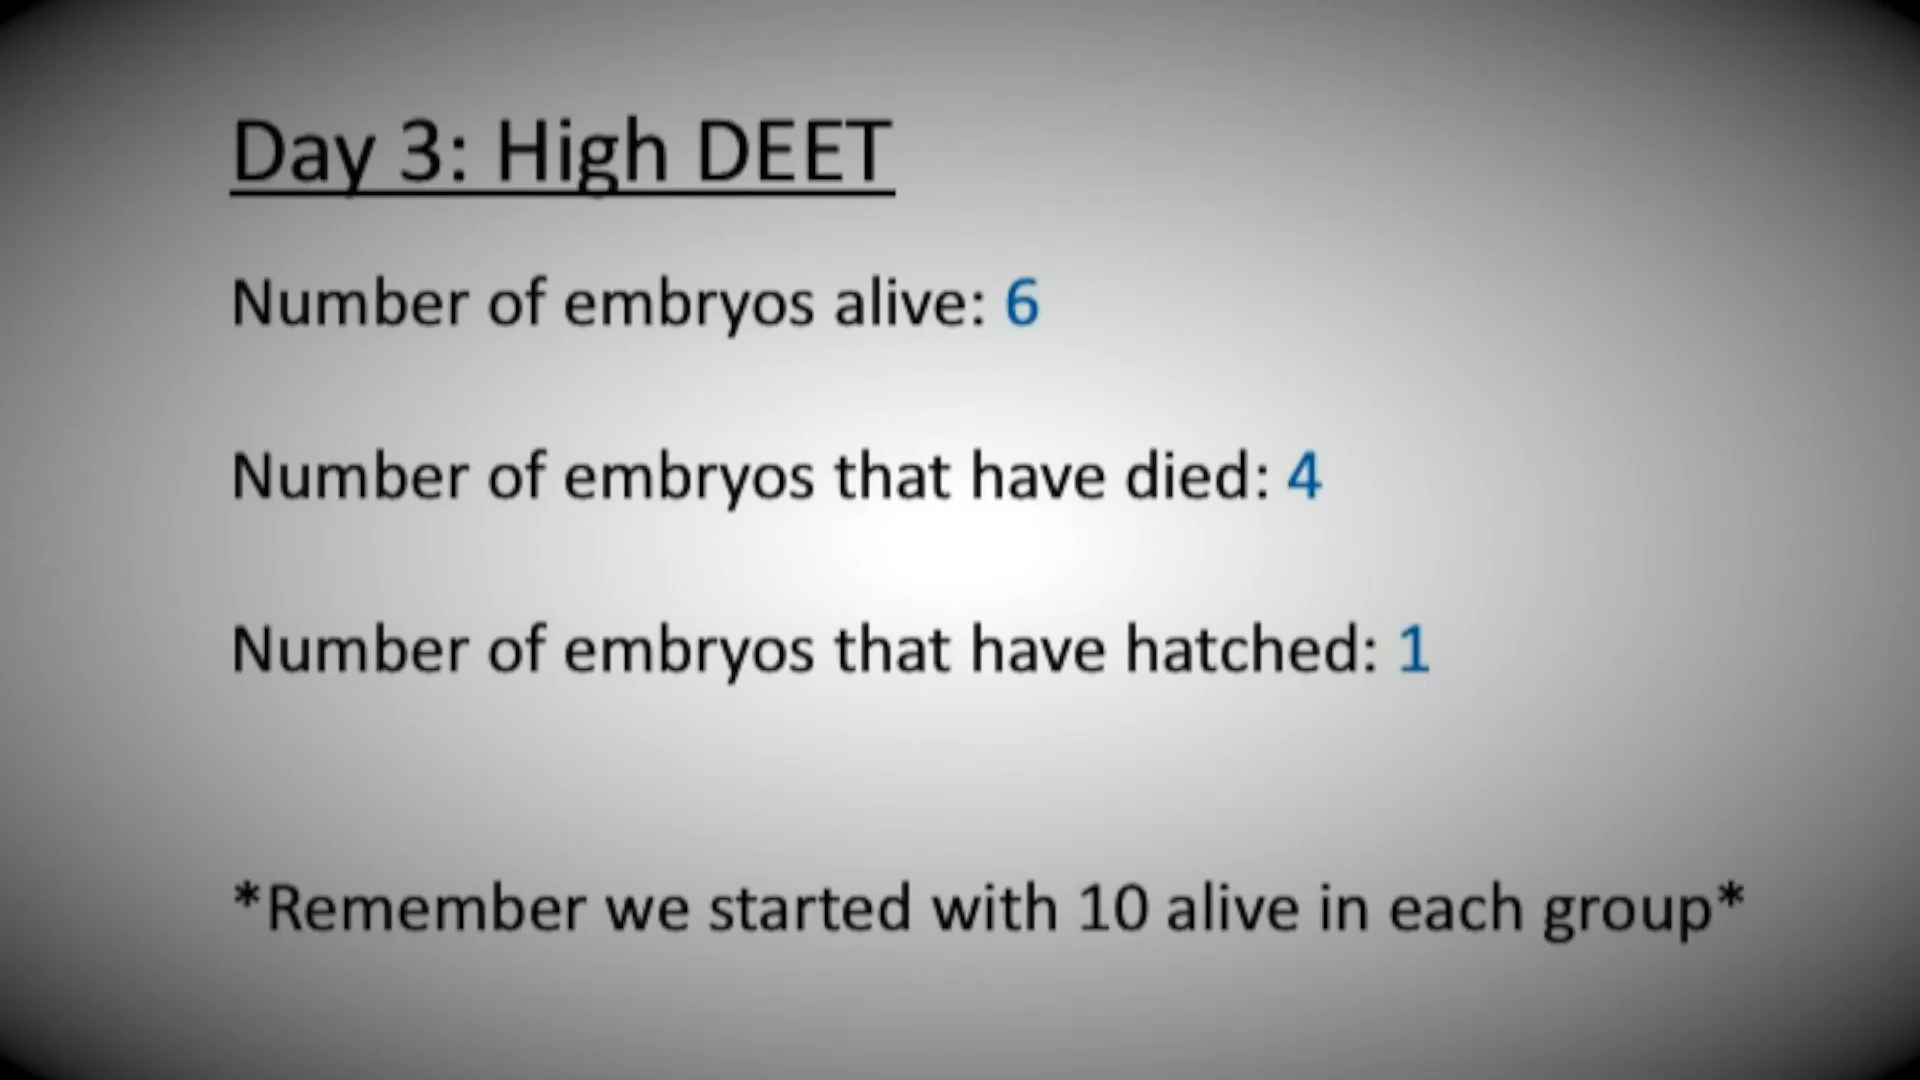 Day 3: High DEET
Number of embryos alive: 6
Number of embryos that have died: 4
Number of embryos that have hatched: 1
*Remember we started with 10 alive in each group*